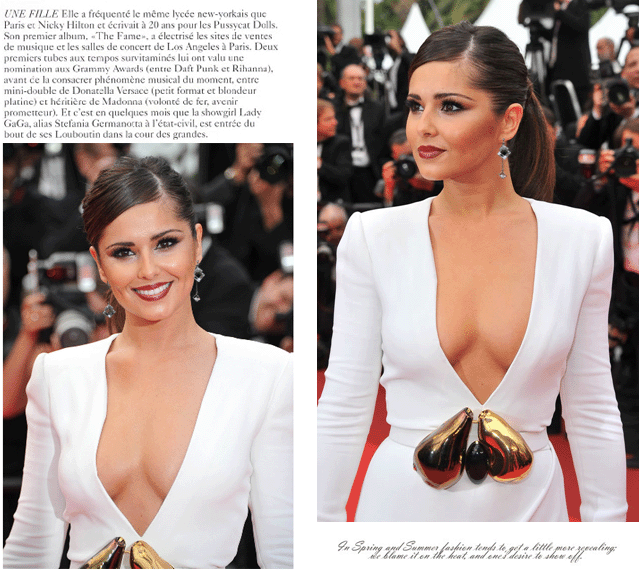 UNE FILLE Elle a fréquenté le même lycée new-yorkais que
Paris et Nicky Hilton et écrivait à 20 ans pour les Pussycat Dolls.
Son premier album, «The Fame», a électrisé les sites de ventes
de musique et les salles de concert de Los Angeles à Paris. Deux
premiers tubes aux tempos survitaminés lui ont valu une
nomination aux Grammy Awards (entre Daft Punk et Rihanna),
avant de la consacrer phénomène musical du moment, entre
mini-double de Donatella Versace (petit format et blondeur
platine) et héritière de Madonna (volonté de fer, avenir
prometteur). Et c'est en quelques mois que la showgirl Lady
GaGa, alias Stefania Germanotta à l'état-civil, est entrée du
bout de ses Louboutin dans la cour des grandes.
In Spring and Summer fashion tends to get a little more revealing;
we blame it on the heat, and ones desire to show off.